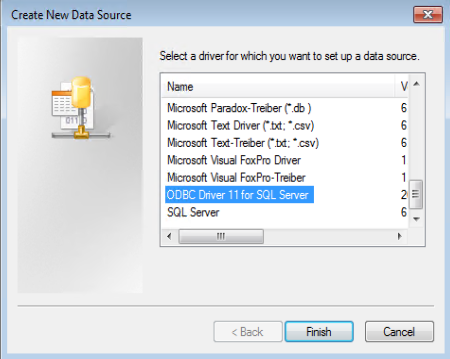 Create New Data Source
Select a driver for which you want to set up a data source.
Name V
Microsoft Paradox-Treiber (*.db ) 6
Microsoft Text Driver (*.txt; *.csv) 6
Microsoft Text-Treiber (*.txt; *.csv) 6
Microsoft Visual FoxPro Driver 1
Microsoft Visual FoxPro-Treiber 1
ODBC Driver 11 for SQL Server 2
SQL Server 6
< Back Finish Cancel